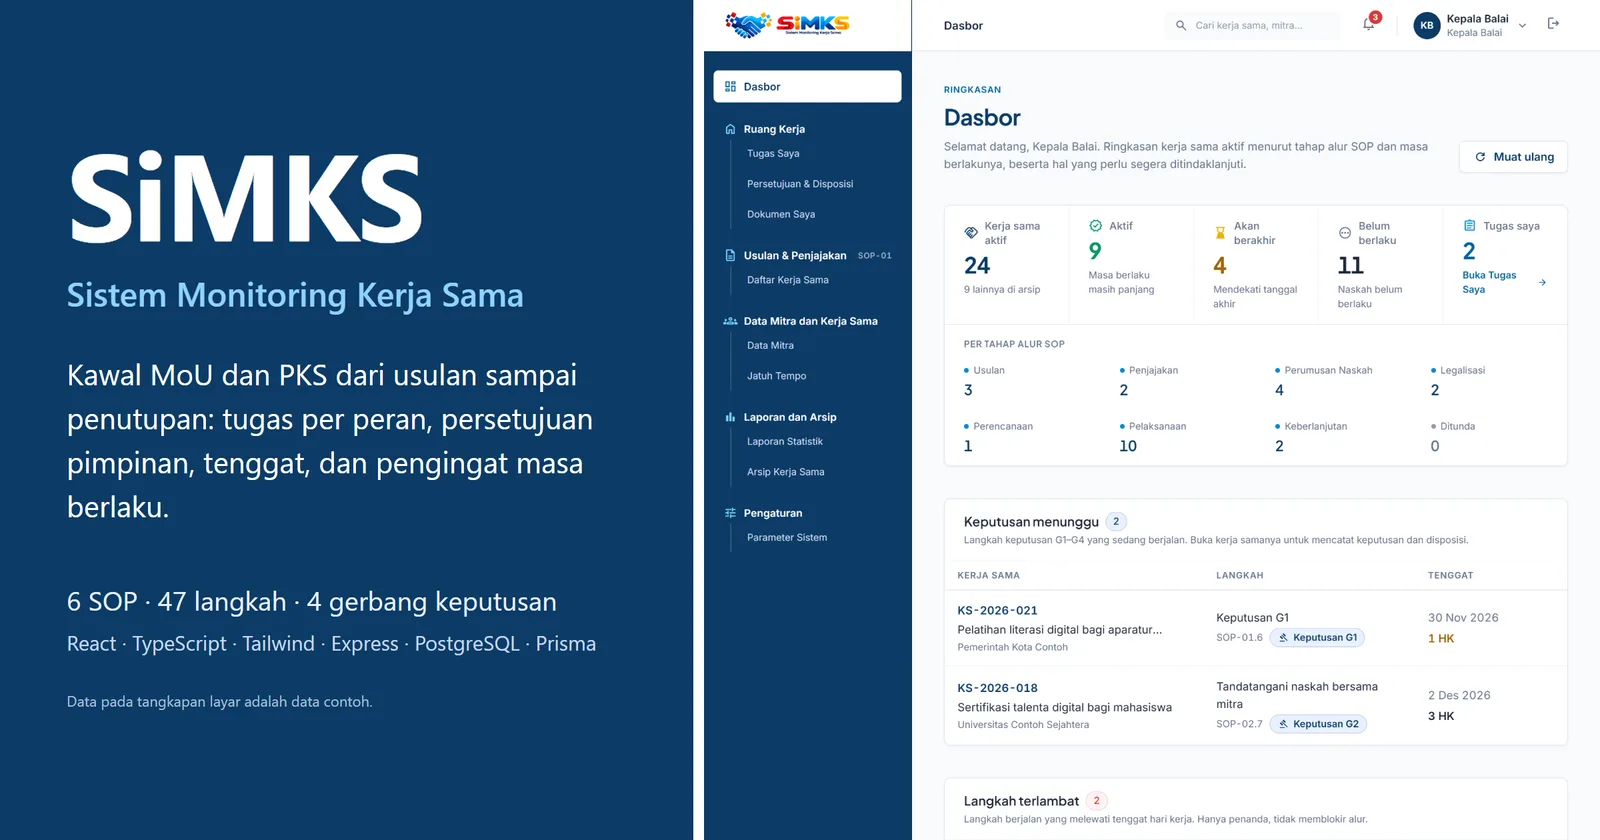 SiMKS
Sistem Monitoring Kerja Sama
Kawal MoU dan PKS dari usulan sampai
penutupan: tugas per peran, persetujuan
pimpinan, tenggat, dan pengingat masa
berlaku.
6 SOP · 47 langkah · 4 gerbang keputusan
React · TypeScript · Tailwind · Express · PostgreSQL · Prisma
Data pada tangkapan layar adalah data contoh.
SiMKS
Sistem Monitoring Kerja Sama
Dasbor
Ruang Kerja
Tugas Saya
Persetujuan & Disposisi
Dokumen Saya
Usulan & Penjajakan SOP-01
Daftar Kerja Sama
Data Mitra dan Kerja Sama
Data Mitra
Jatuh Tempo
Laporan dan Arsip
Laporan Statistik
Arsip Kerja Sama
Pengaturan
Parameter Sistem
Dasbor
Cari kerja sama, mitra...
3
KB
Kepala Balai
Kepala Balai
RINGKASAN
Dasbor
Selamat datang, Kepala Balai. Ringkasan kerja sama aktif menurut tahap alur SOP dan masa
berlakunya, beserta hal yang perlu segera ditindaklanjuti.
Muat ulang
Kerja sama
aktif
24
9 lainnya di arsip
Aktif
9
Masa berlaku
masih panjang
Akan
berakhir
4
Mendekati tanggal
akhir
Belum
berlaku
11
Naskah belum
berlaku
Tugas saya
2
Buka Tugas
Saya
PER TAHAP ALUR SOP
Usulan
3
Penjajakan
2
Perumusan Naskah
4
Legalisasi
2
Perencanaan
1
Pelaksanaan
10
Keberlanjutan
2
Ditunda
0
Keputusan menunggu 2
Langkah keputusan G1–G4 yang sedang berjalan. Buka kerja samanya untuk mencatat keputusan dan disposisi.
KERJA SAMA LANGKAH TENGGAT
KS-2026-021
Pelatihan literasi digital bagi aparatur...
Pemerintah Kota Contoh
Keputusan G1
SOP-01.6 Keputusan G1
30 Nov 2026
1 HK
KS-2026-018
Sertifikasi talenta digital bagi mahasiswa
Universitas Contoh Sejahtera
Tandatangani naskah bersama
mitra
SOP-02.7 Keputusan G2
2 Des 2026
3 HK
Langkah terlambat 2
Langkah berjalan yang melewati tenggat hari kerja. Hanya penanda, tidak memblokir alur.